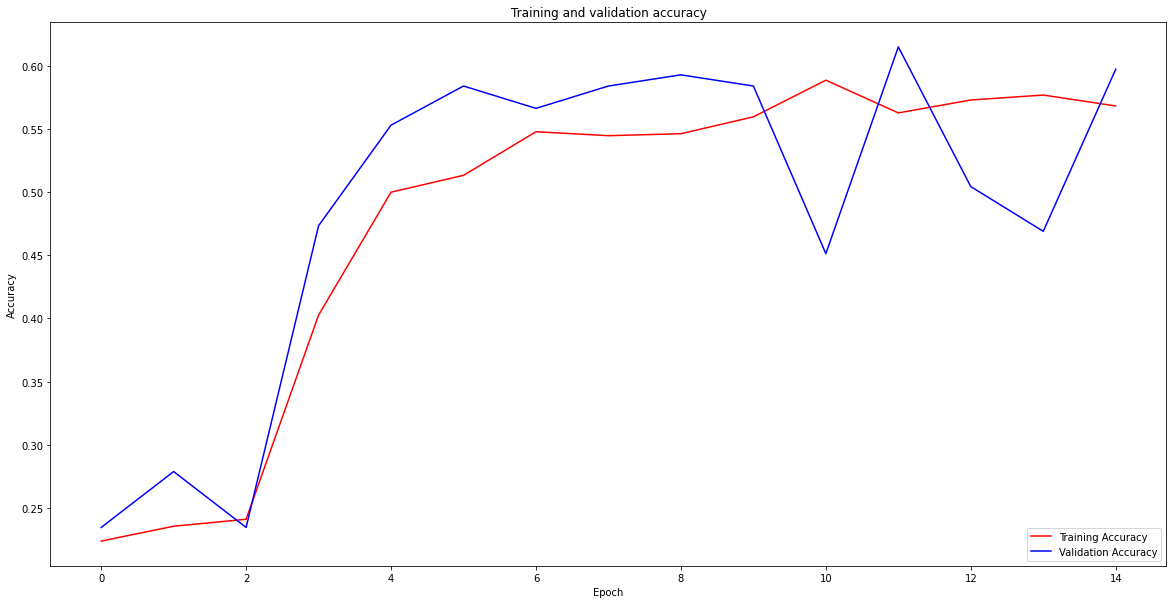 Training and validation accuracy
Accuracy
0.60
0.55
0.50
0.45
0.40
0.35
0.30
0.25
Training Accuracy
Validation Accuracy
0 2 4 6 8 10 12 14
Epoch